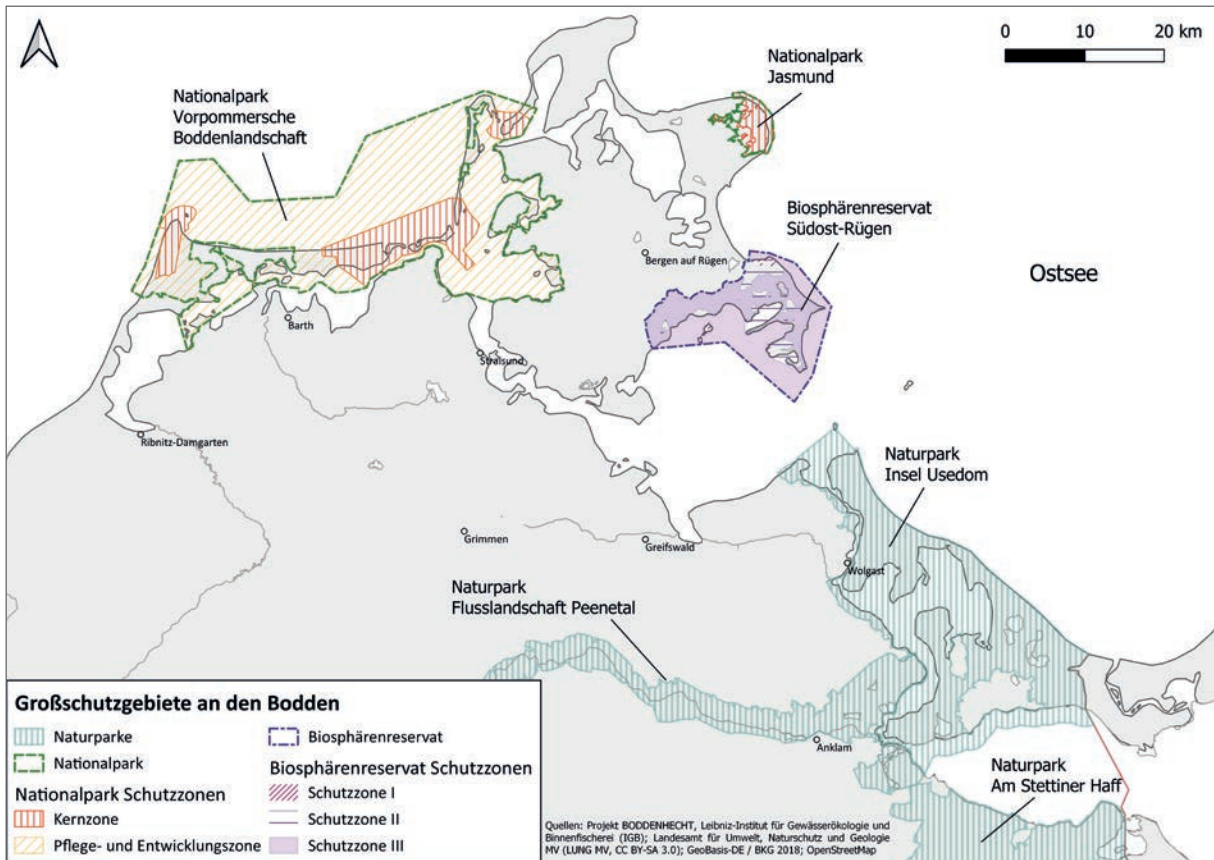 0 10 20 km
Nationalpark
Jasmund
Nationalpark
Vorpommersche
Boddenlandschaft
Biosphärenreservat
Südost-Rügen
Bergen auf Rügen
Ostsee
Barth
Stralsund
Ribnitz-Damgarten
Naturpark
Insel Usedom
Grimmen
Greifswald
Wolgast
Naturpark
Flusslandschaft Peenetal
Anklam
Naturpark
Am Stettiner Haff
Großschutzgebiete an den Bodden
Naturparke
Nationalpark
Nationalpark Schutzzonen
Kernzone
Pflege- und Entwicklungszone
Biosphärenreservat
Biosphärenreservat Schutzzonen
Schutzzone I
Schutzzone II
Schutzzone III
Quellen: Projekt BODDENHECHT, Leibniz-Institut für Gewässerökologie und
Binnenfischerei (IGB); Landesamt für Umwelt, Naturschutz und Geologie
MV (LUNG MV, CC BY-SA 3.0); GeoBasis-DE / BKG 2018; OpenStreetMap